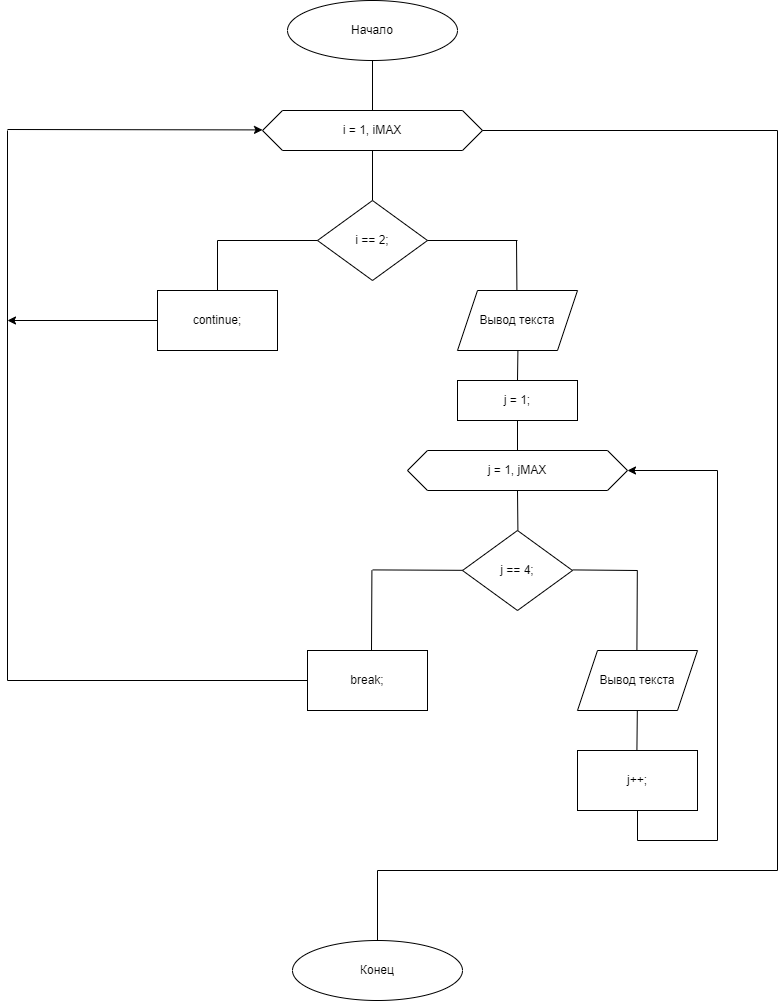 Начало
i = 1, iMAX
i == 2;
continue;
Вывод текста
j = 1;
j = 1, jMAX
j == 4;
break;
Вывод текста
j++;
Конец